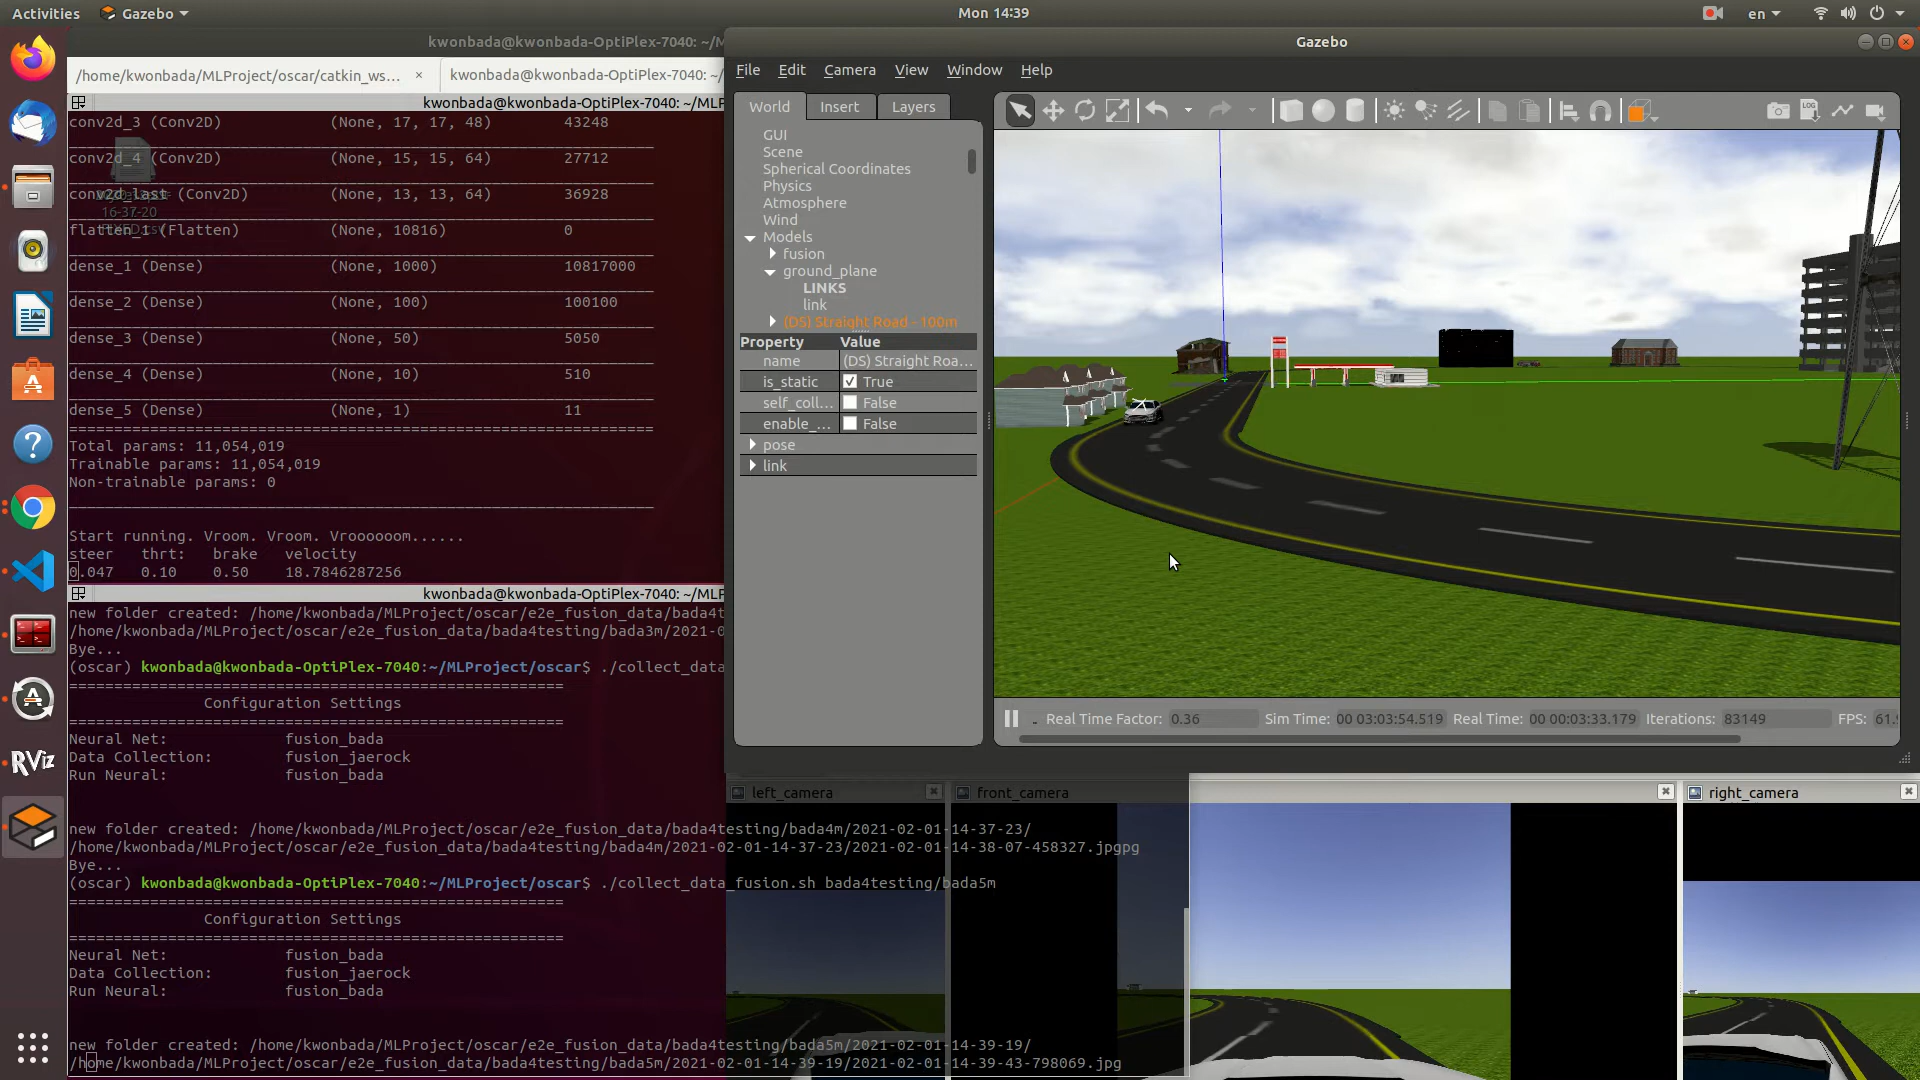 Activities
Gazebo
Mon 14:39
en
kwonbada@kwonbada-OptiPlex-7040: ~/M
Gazebo
/home/kwonbada/MLProject/oscar/catkin_ws...
kwonbada@kwonbada-OptiPlex-7040: ~/
kwonbada@kwonbada-OptiPlex-7040: ~/MLP
conv2d_3 (Conv2D) (None, 17, 17, 48) 43248
conv2d_4 (Conv2D) (None, 15, 15, 64) 27712
conv2d_last (Conv2D) (None, 13, 13, 64) 36928
16-37-20
flatten_1 (Flatten) (None, 10816) 0
dense_1 (Dense) (None, 1000) 10817000
dense_2 (Dense) (None, 100) 100100
dense_3 (Dense) (None, 50) 5050
dense_4 (Dense) (None, 10) 510
dense_5 (Dense) (None, 1) 11
Total params: 11,054,019
Trainable params: 11,054,019
Non-trainable params: 0
Start running. Vroom. Vroom. Vroooooom......
steer thrt: brake velocity
0.047 0.10 0.50 18.7846287256
kwonbada@kwonbada-OptiPlex-7040: ~/MLP
new folder created: /home/kwonbada/MLProject/oscar/e2e_fusion_data/bada4t
/home/kwonbada/MLProject/oscar/e2e_fusion_data/bada4testing/bada3m/2021-0
Bye...
(oscar) kwonbada@kwonbada-OptiPlex-7040:~/MLProject/oscar$ ./collect_data
Configuration Settings
Neural Net: fusion_bada
Data Collection: fusion_jaerock
Run Neural: fusion_bada
new folder created: /home/kwonbada/MLProject/oscar/e2e_fusion_data/bada4testing/bada4m/2021-02-01-14-37-23/
/home/kwonbada/MLProject/oscar/e2e_fusion_data/bada4testing/bada4m/2021-02-01-14-37-23/2021-02-01-14-38-07-458327.jpgpg
Bye...
(oscar) kwonbada@kwonbada-OptiPlex-7040:~/MLProject/oscar$ ./collect_data_fusion.sh bada4testing/bada5m
Configuration Settings
Neural Net: fusion_bada
Data Collection: fusion_jaerock
Run Neural: fusion_bada
new folder created: /home/kwonbada/MLProject/oscar/e2e_fusion_data/bada4testing/bada5m/2021-02-01-14-39-19/
/home/kwonbada/MLProject/oscar/e2e_fusion_data/bada4testing/bada5m/2021-02-01-14-39-19/2021-02-01-14-39-43-798069.jpg
RViz
File Edit Camera View Window Help
World Insert Layers
GUI
Scene
Spherical Coordinates
Physics
Atmosphere
Wind
Models
fusion
ground_plane
LINKS
link
(DS) Straight Road - 100m
Property Value
name (DS) Straight Roa...
is_static True
self_coll... False
enable_... False
pose
link
LOG
Real Time Factor: 0.36 Sim Time: 00 03:03:54.519 Real Time: 00 00:03:33.179 Iterations: 83149 FPS: 61.
left_camera
front_camera
right_camera